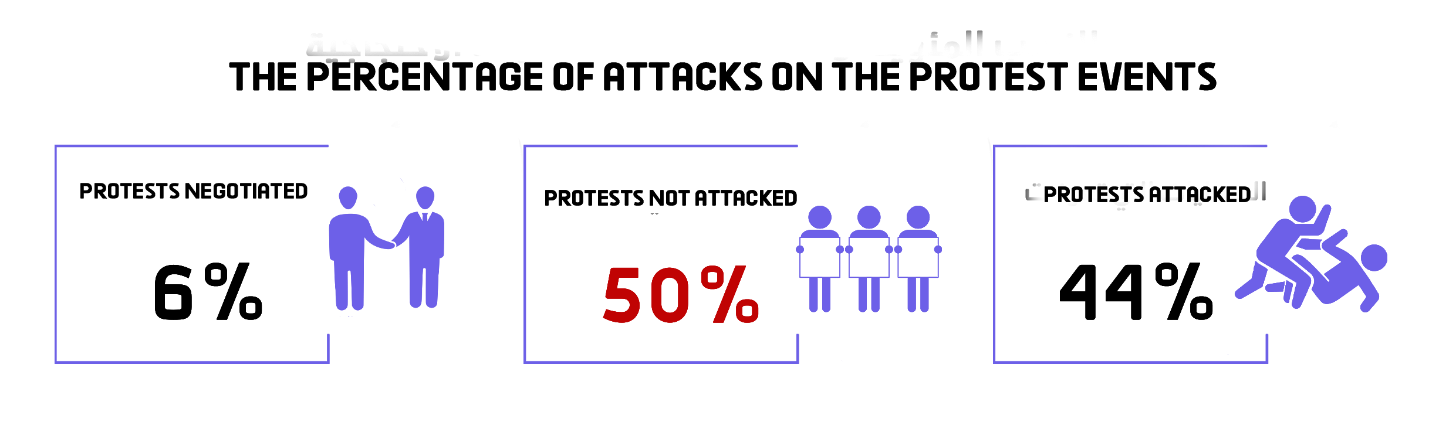 THE PERCENTAGE OF ATTACKS ON THE PROTEST EVENTS
PROTESTS NEGOTIATED
6%
PROTESTS NOT ATTACKED
50%
PROTESTS ATTACKED
44%